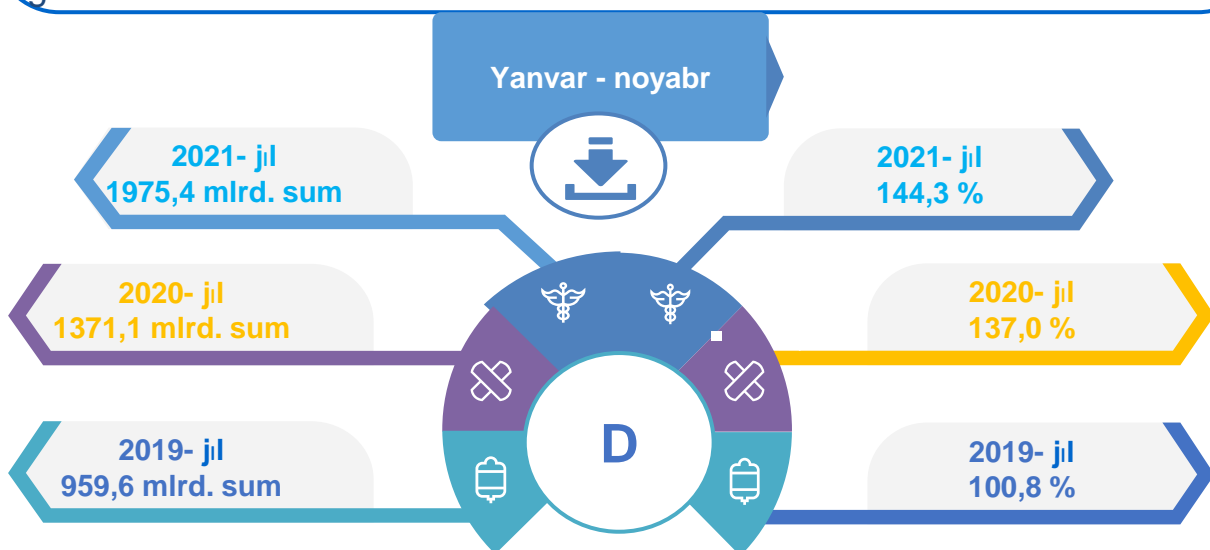 Yanvar - noyabr
2021- jıl
1975,4 mlrd. sum
2021- jıl
144,3 %
2020- jıl
1371,1 mlrd. sum
2020- jıl
137,0 %
2019- jıl
959,6 mlrd. sum
2019- jıl
100,8 %
D